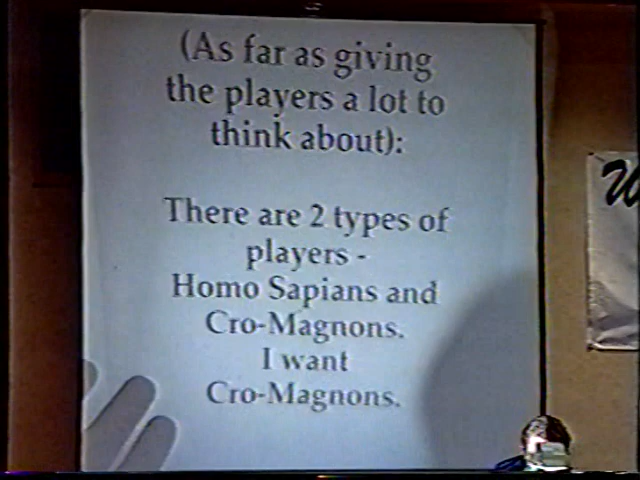 (As far as giving
the players a lot to
think about):
There are 2 types of
players -
Homo Sapians and
Cro-Magnons.
I want
Cro-Magnons.